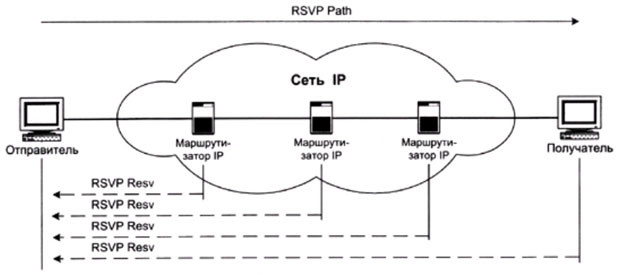 RSVP Path
Сеть IP
Отправитель
Маршрути-
затор IP
Маршрути-
затор IP
Маршрути-
затор IP
Получатель
RSVP Resv
RSVP Resv
RSVP Resv
RSVP Resv